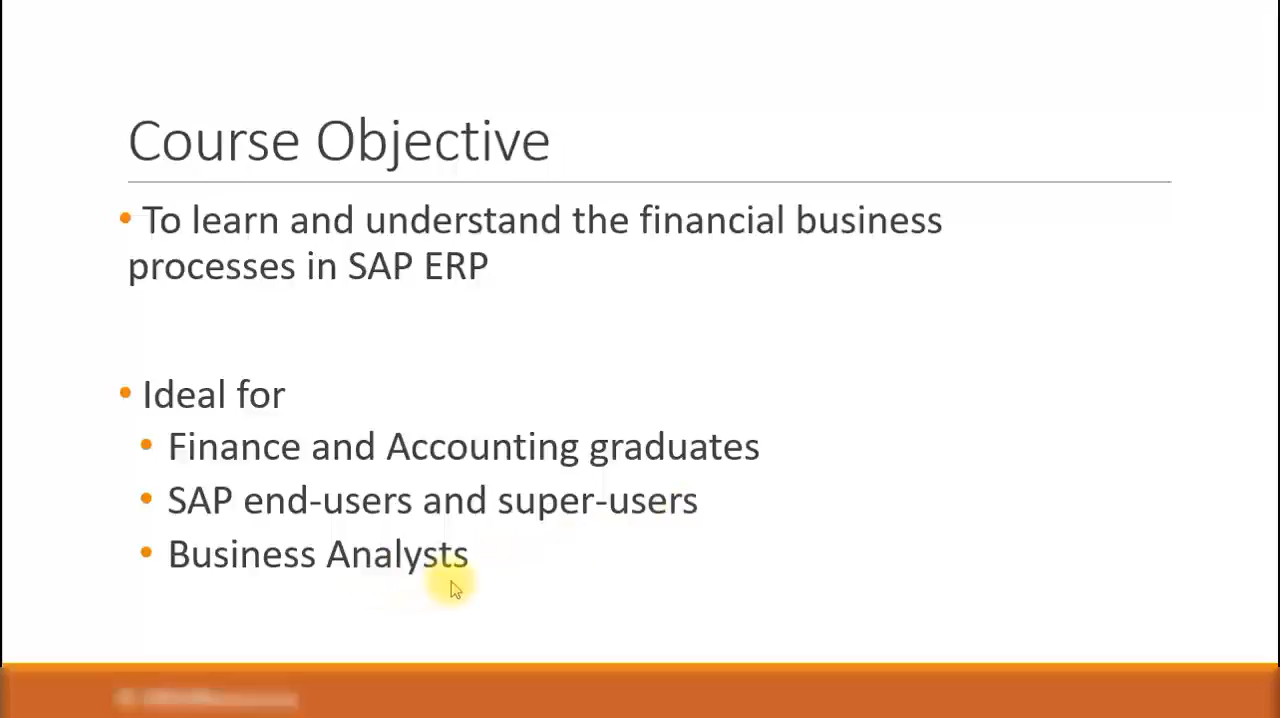 Course Objective
• To learn and understand the financial business
processes in SAP ERP
• Ideal for
• Finance and Accounting graduates
• SAP end-users and super-users
• Business Analysts